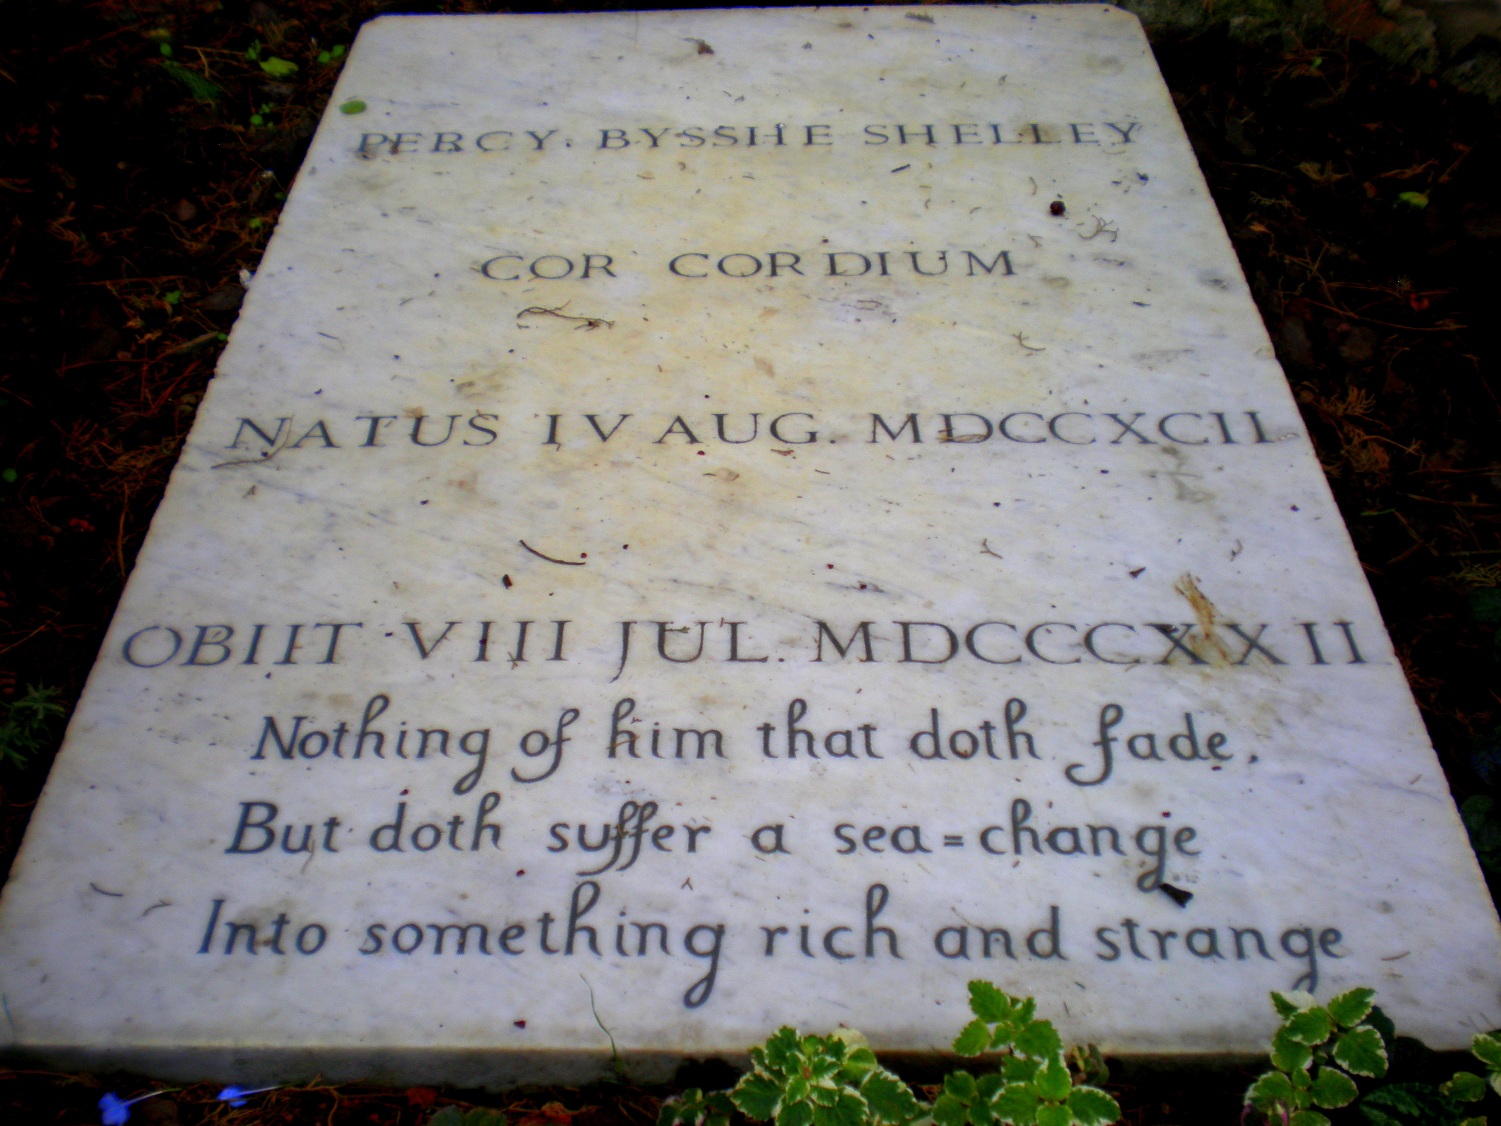 PERCY BYSSHE SHELLEY
COR CORDIUM
NATUS IV AUG. MDCCXCII
OBIIT VIII JUL. MDCCCXXII
Nothing of him that doth fade,
But doth suffer a sea=change
Into something rich and strange